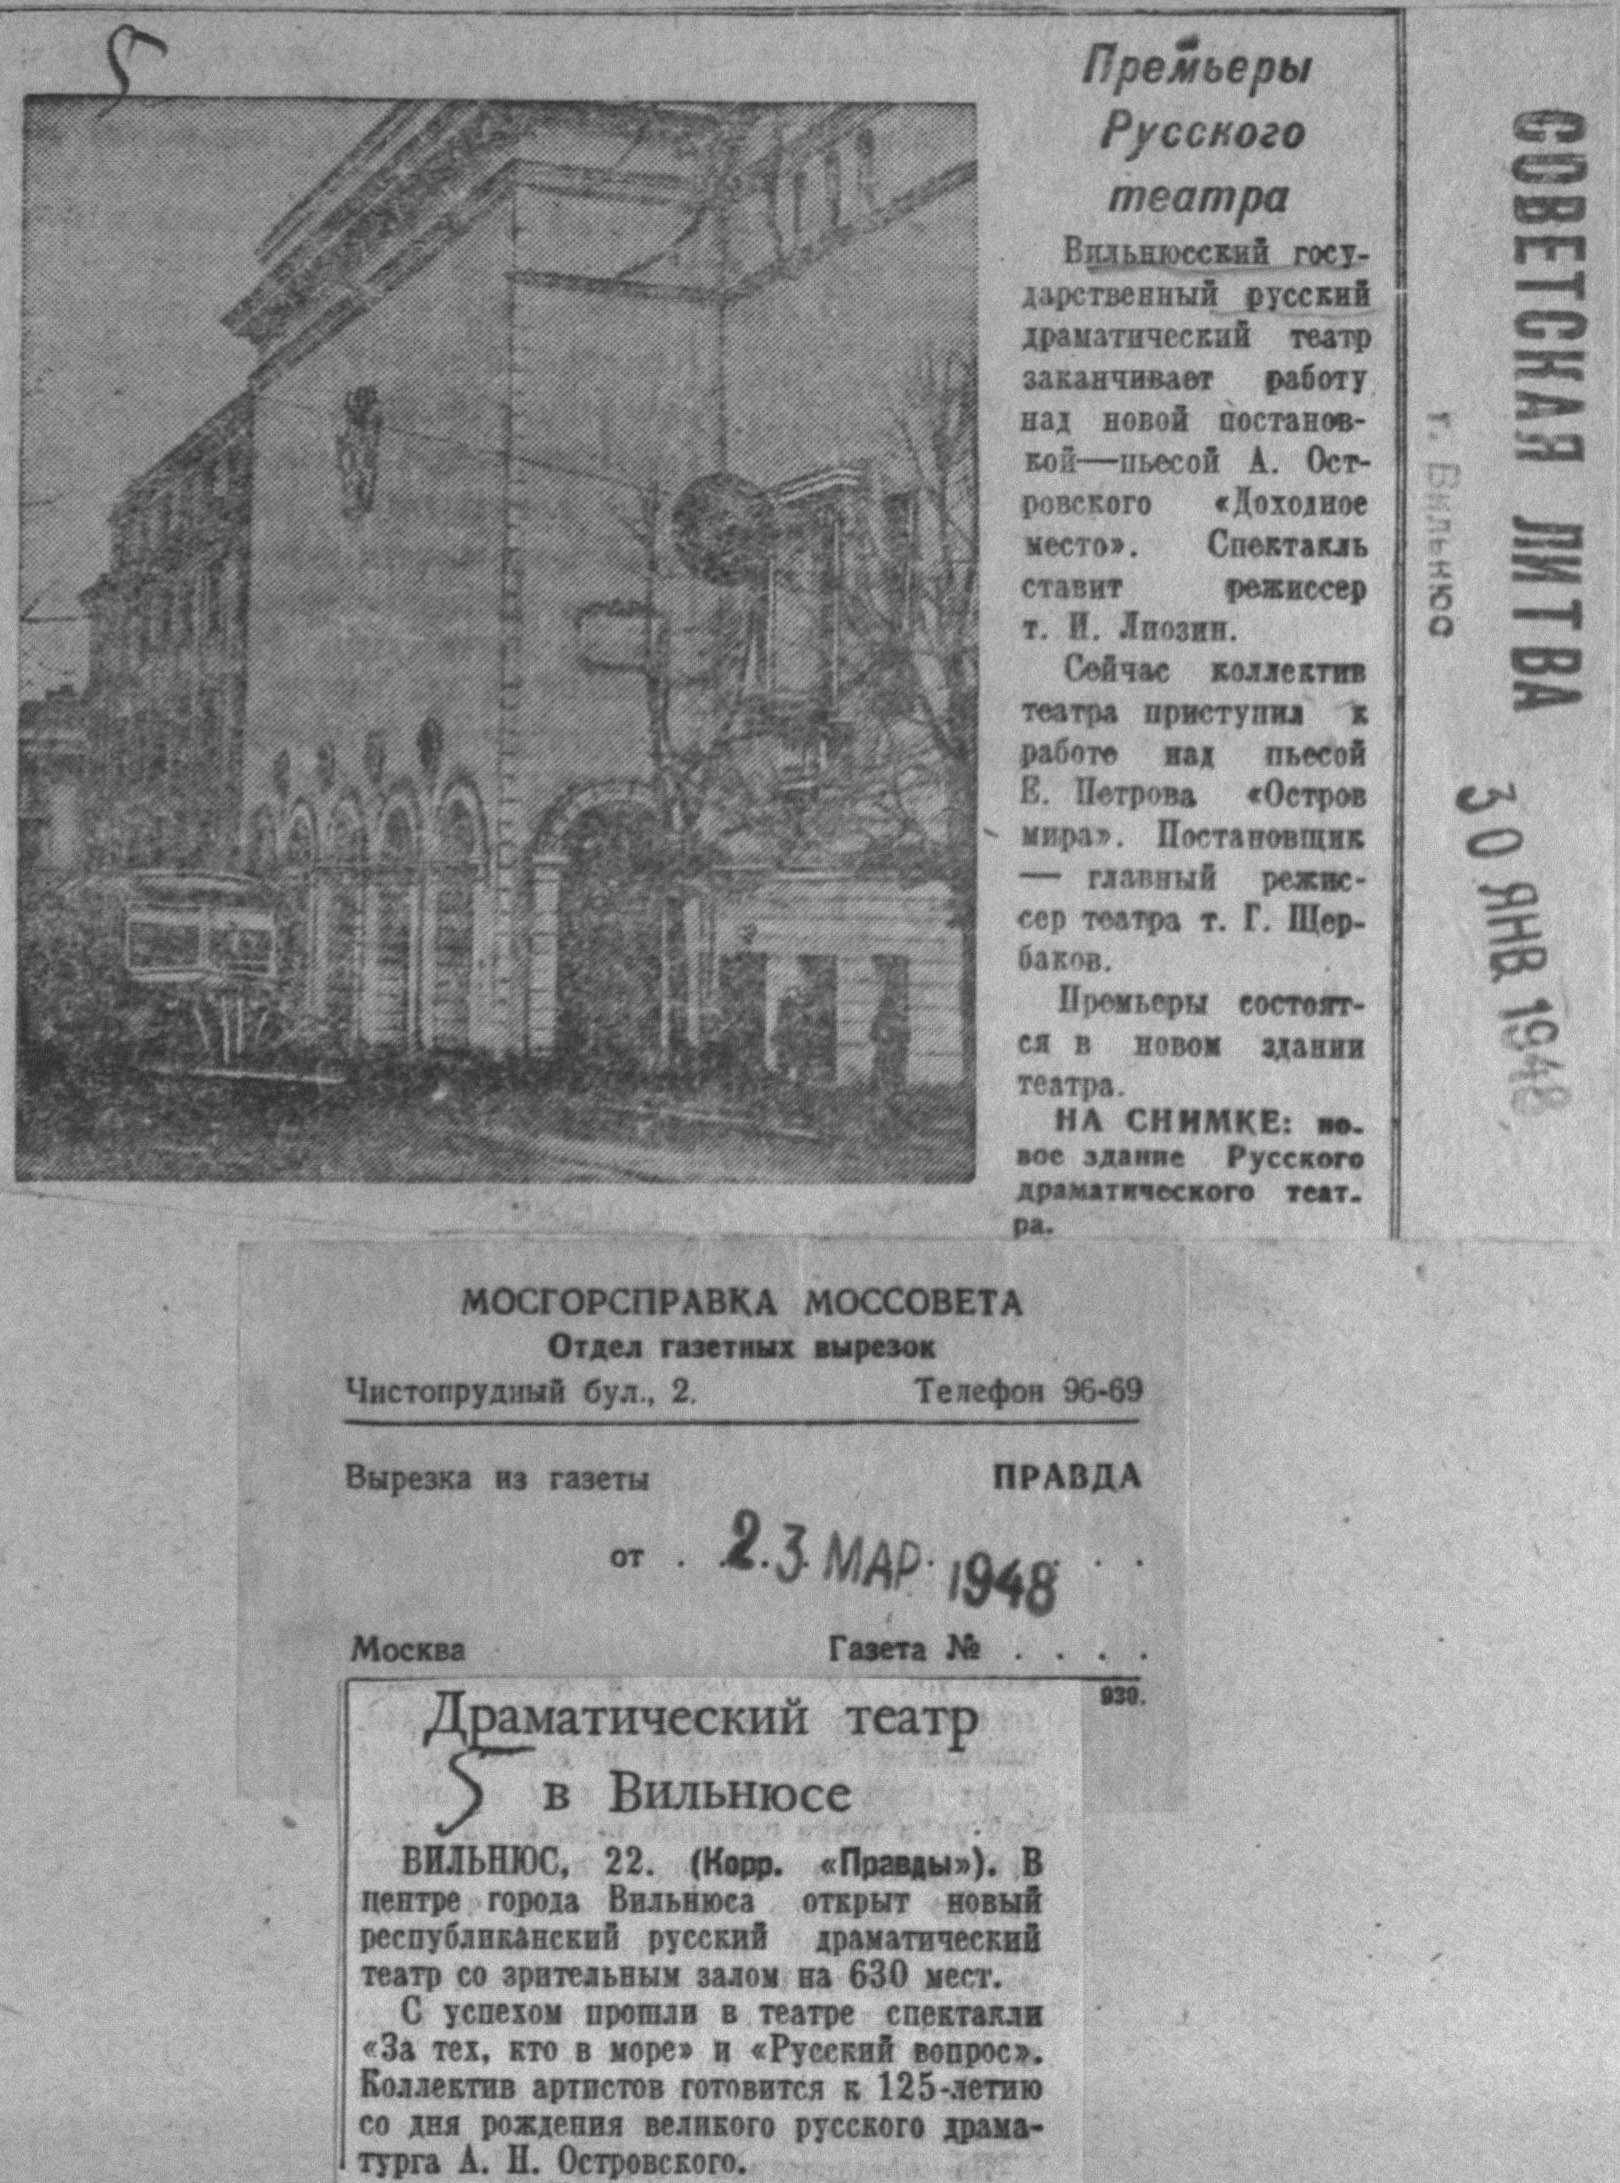 5
Премьеры
Русского
театра
Вильнюсский госу-
дарственный русский
драматический театр
заканчивает работу
над новой постанов-
кой—пьесой А. Ост-
ровского «Доходное
место». Спектакль
ставит режиссер
т. И. Лиозин.
Сейчас коллектив
театра приступил к
работе над пьесой
Е. Петрова «Остров
мира». Постановщик
— главный режис-
сер театра т. Г. Щер-
баков.
Премьеры состоят-
ся в новом здании
театра.
НА СНИМКЕ: но-
вое здание Русского
драматического теат-
ра.
СОВЕТСКАЯ ЛИТВА
г. Вильнюс
30 ЯНВ 1948
МОСГОРСПРАВКА МОССОВЕТА
Отдел газетных вырезок
Чистопрудный бул., 2. Телефон 96-69
Вырезка из газеты ПРАВДА
от . . 23 МАР. 1948 . .
Москва Газета № . . . .
930.
Драматический театр
5 в Вильнюсе
ВИЛЬНЮС, 22. (Корр. «Правды»). В
центре города Вильнюса открыт новый
республиканский русский драматический
театр со зрительным залом на 630 мест.
С успехом прошли в театре спектакли
«За тех, кто в море» и «Русский вопрос».
Коллектив артистов готовится к 125-летию
со дня рождения великого русского драма-
турга А. Н. Островского.